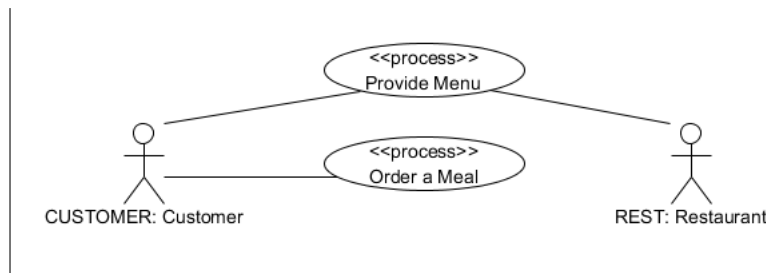 <<process>>
Provide Menu
<<process>>
Order a Meal
CUSTOMER: Customer
REST: Restaurant